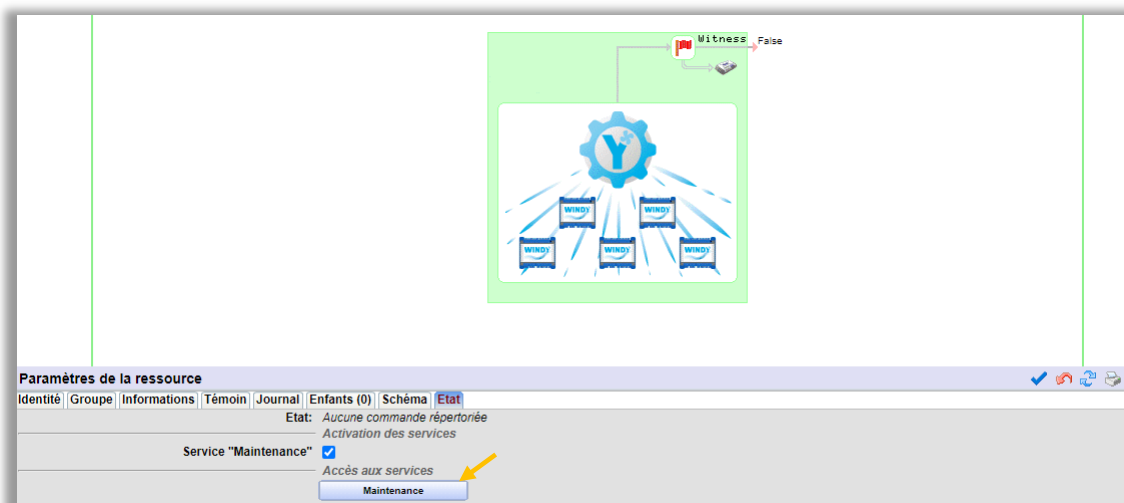 Witness False
WINDY WINDY
WINDY WINDY WINDY
Paramètres de la ressource
Identité Groupe Informations Témoin Journal Enfants (0) Schéma Etat
Etat: Aucune commande répertoriée
Activation des services
Service "Maintenance"
Accès aux services
Maintenance